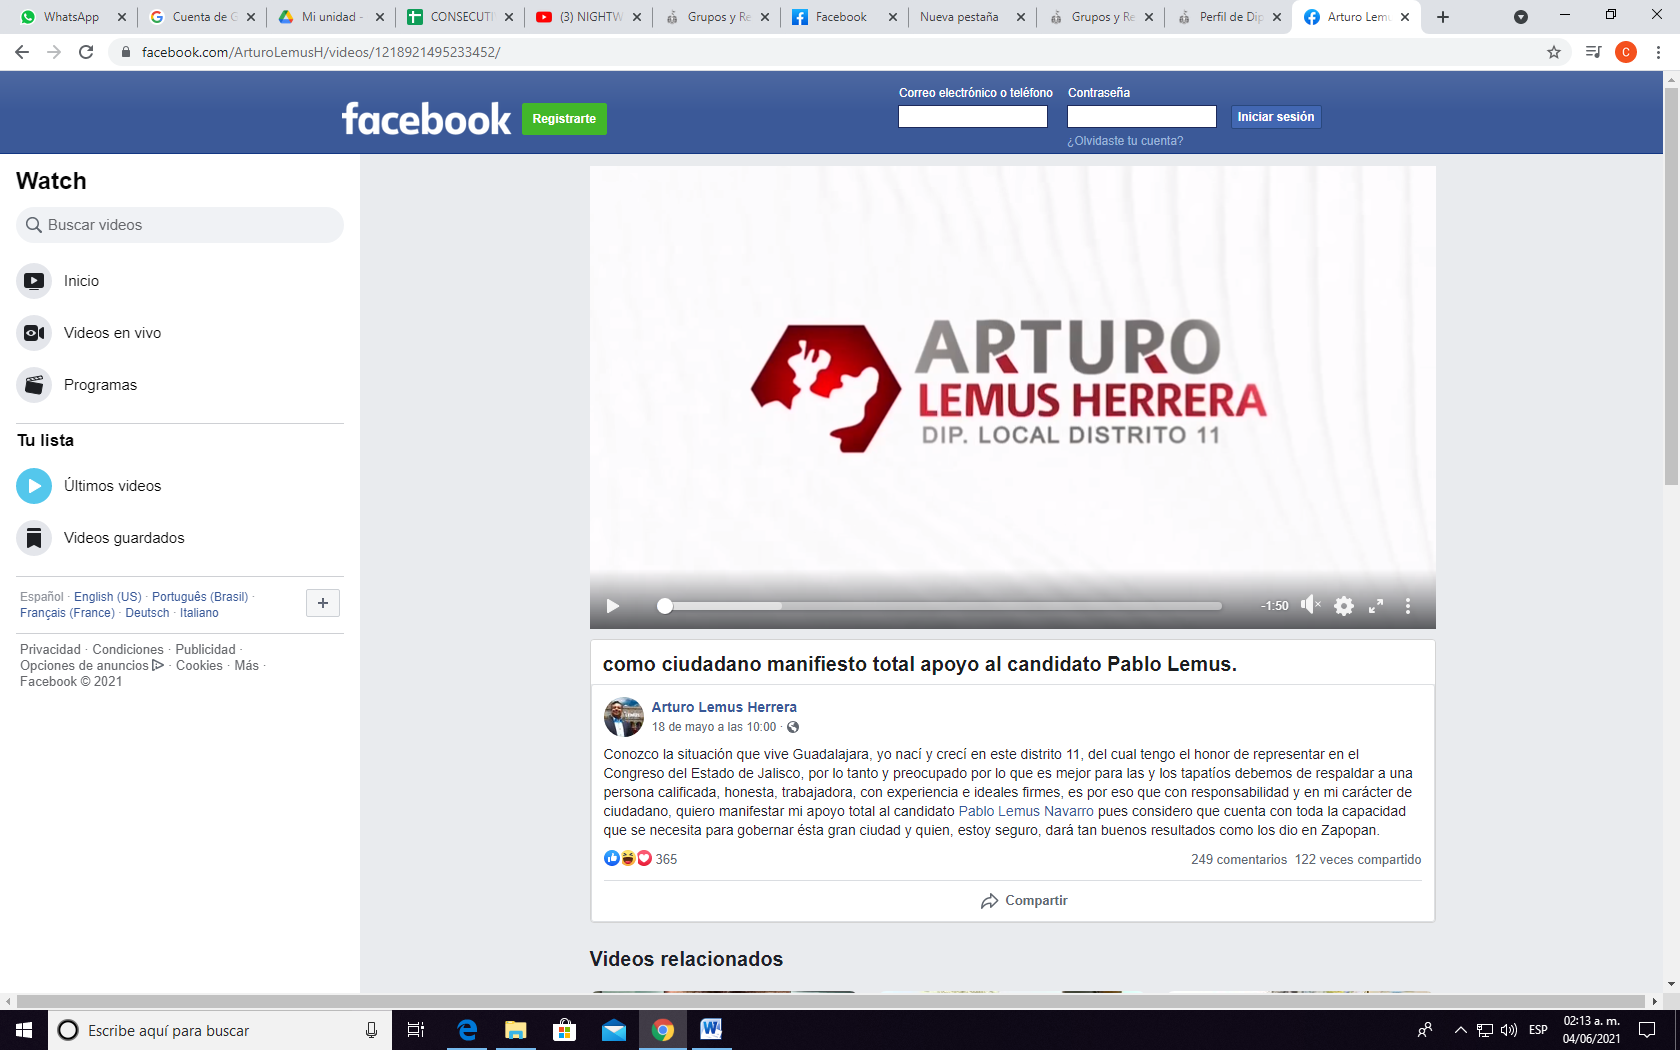 WhatsApp
Cuenta de G
Mi unidad -
CONSECUTI
(3) NIGHTW
Grupos y Re
Facebook
Nueva pestaña
Grupos y Re
Perfil de Dip
Arturo Lemu
facebook.com/ArturoLemusH/videos/1218921495233452/
C
facebook
Registrarte
Correo electrónico o teléfono
Contraseña
Iniciar sesión
¿Olvidaste tu cuenta?
Watch
Buscar videos
Inicio
Videos en vivo
Programas
Tu lista
Últimos videos
Videos guardados
Español · English (US) · Português (Brasil) ·
Français (France) · Deutsch · Italiano
Privacidad · Condiciones · Publicidad ·
Opciones de anuncios · Cookies · Más ·
Facebook © 2021
ARTURO
LEMUS HERRERA
DIP. LOCAL DISTRITO 11
-1:50
como ciudadano manifiesto total apoyo al candidato Pablo Lemus.
Arturo Lemus Herrera
18 de mayo a las 10:00 ·
Conozco la situación que vive Guadalajara, yo nací y crecí en este distrito 11, del cual tengo el honor de representar en el
Congreso del Estado de Jalisco, por lo tanto y preocupado por lo que es mejor para las y los tapatíos debemos de respaldar a una
persona calificada, honesta, trabajadora, con experiencia e ideales firmes, es por eso que con responsabilidad y en mi carácter de
ciudadano, quiero manifestar mi apoyo total al candidato Pablo Lemus Navarro pues considero que cuenta con toda la capacidad
que se necesita para gobernar ésta gran ciudad y quien, estoy seguro, dará tan buenos resultados como los dio en Zapopan.
365
249 comentarios 122 veces compartido
Compartir
Videos relacionados
Escribe aquí para buscar
ESP
02:13 a. m.
04/06/2021